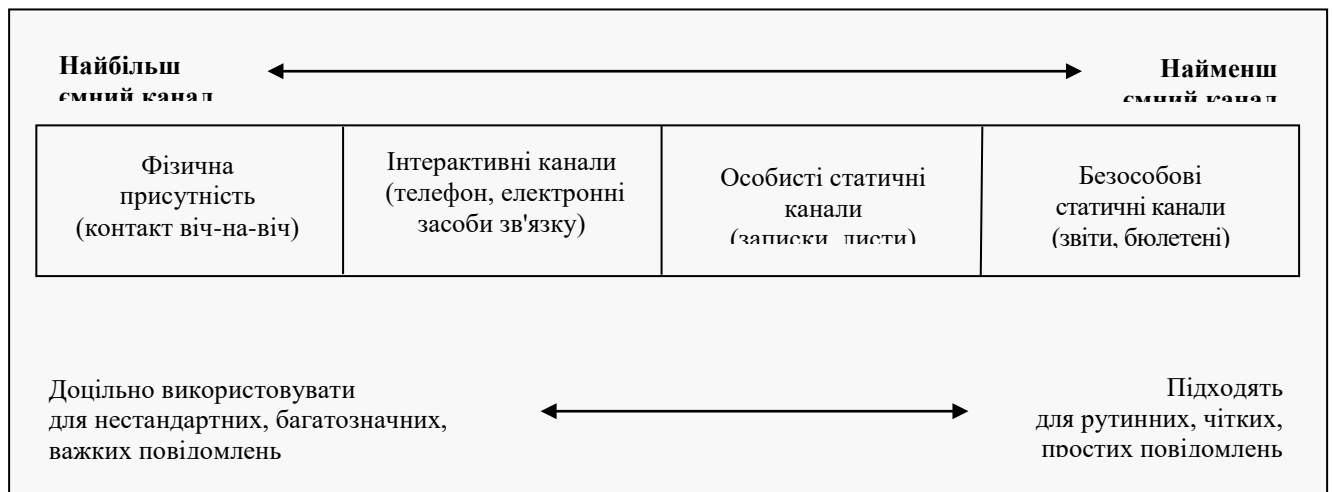 Найбільш
ємний канал
Найменш
ємний канал
Фізична
присутність
(контакт віч-на-віч)
Інтерактивні канали
(телефон, електронні
засоби зв'язку)
Особисті статичні
канали
(записки, листи)
Безособові
статичні канали
(звіти, бюлетені)
Доцільно використовувати
для нестандартних, багатозначних,
важких повідомлень
Підходять
для рутинних, чітких,
простих повідомлень